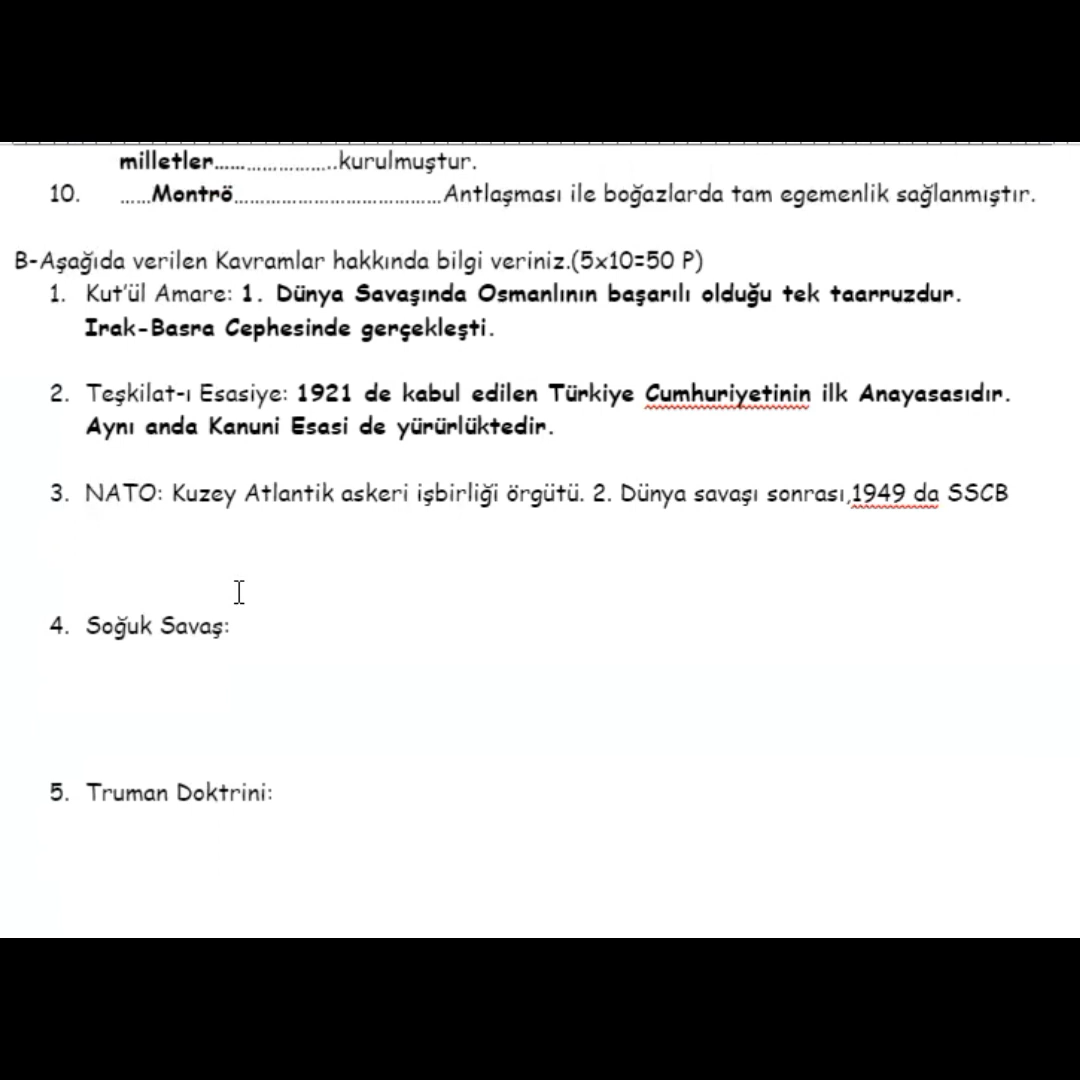 milletler.........................kurulmuştur.
10. ......Montrö.......................................Antlaşması ile boğazlarda tam egemenlik sağlanmıştır.
B-Aşağıda verilen Kavramlar hakkında bilgi veriniz.(5x10=50 P)
1. Kut'ül Amare: 1. Dünya Savaşında Osmanlının başarılı olduğu tek taarruzdur.
Irak-Basra Cephesinde gerçekleşti.
2. Teşkilat-ı Esasiye: 1921 de kabul edilen Türkiye Cumhuriyetinin ilk Anayasasıdır.
Aynı anda Kanuni Esasi de yürürlüktedir.
3. NATO: Kuzey Atlantik askeri işbirliği örgütü. 2. Dünya savaşı sonrası,1949 da SSCB
4. Soğuk Savaş:
5. Truman Doktrini: